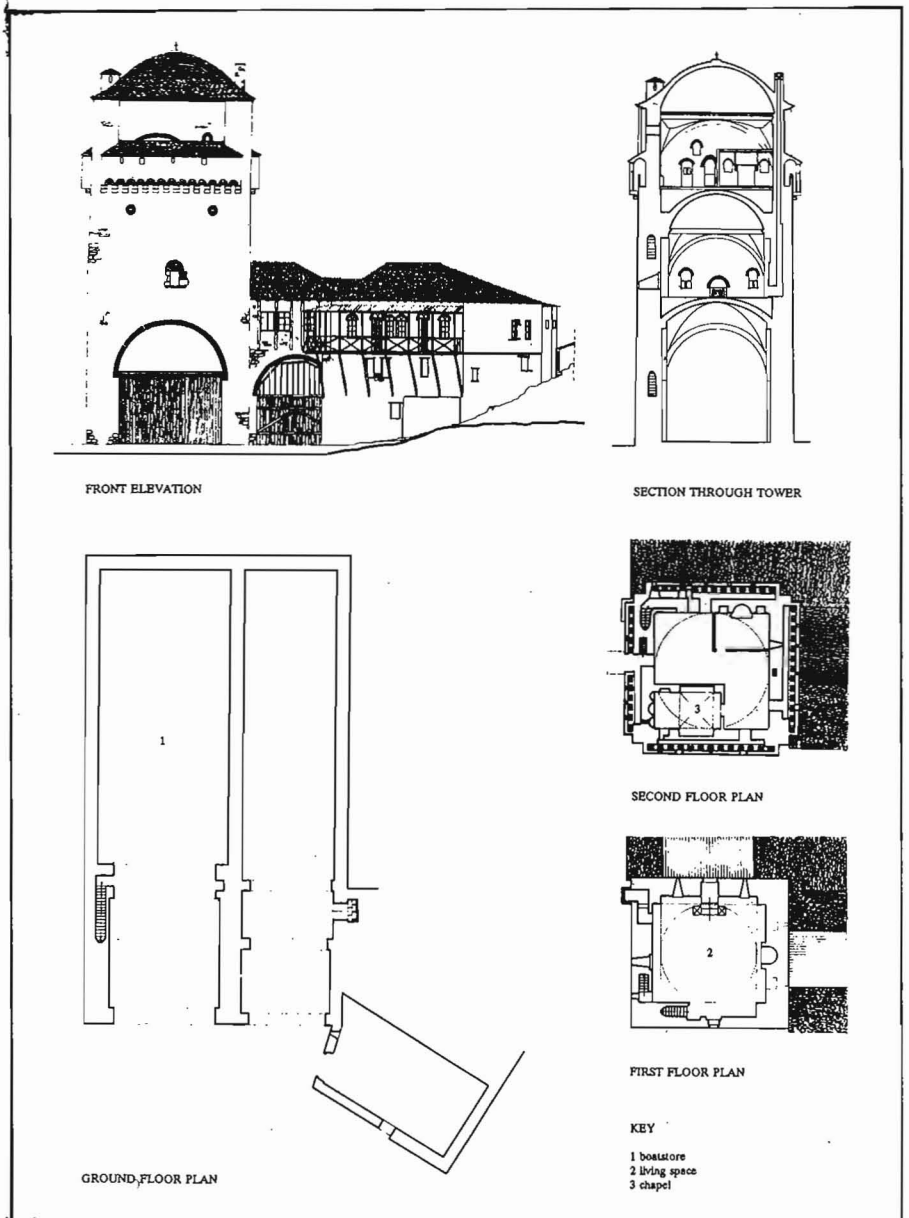 FRONT ELEVATION
SECTION THROUGH TOWER
1
3
SECOND FLOOR PLAN
2
FIRST FLOOR PLAN
KEY
1 boatstore
2 living space
3 chapel
GROUND FLOOR PLAN